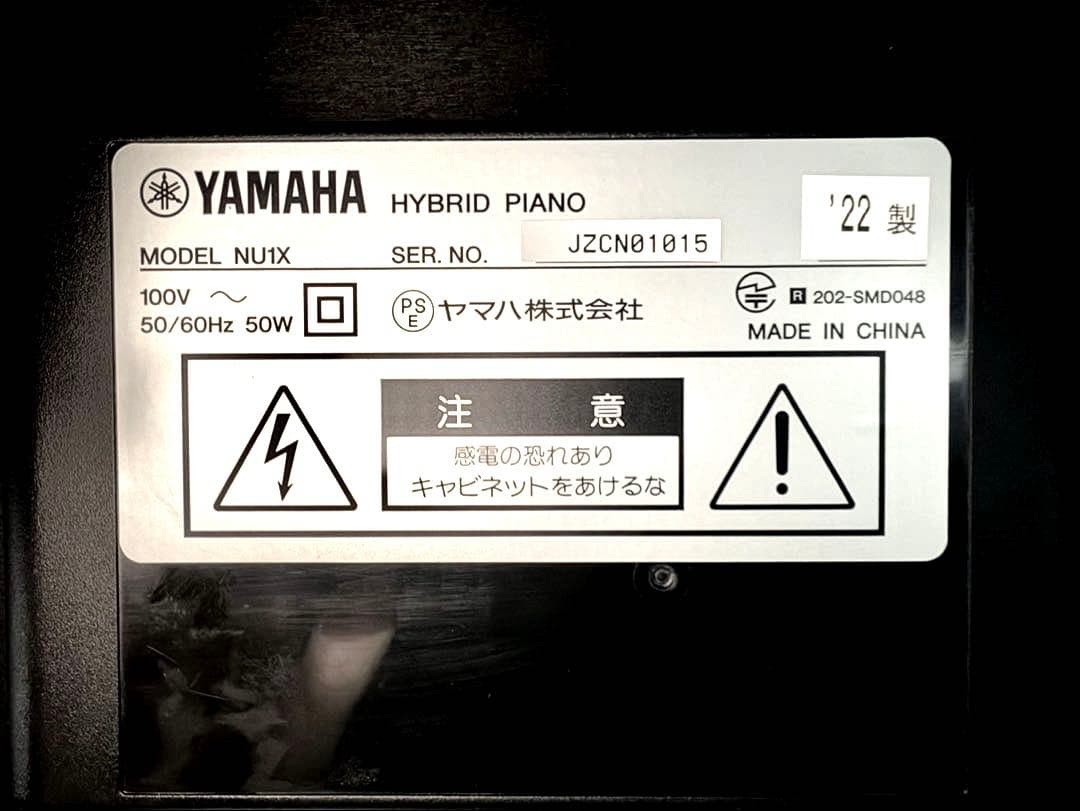 YAMAHA HYBRID PIANO
'22 製
MODEL NU1X SER. NO. JZCN01015
100V 〜
50/60Hz 50W
PSE ヤマハ株式会社
R 202-SMD048
MADE IN CHINA
注意
感電の恐れあり
キャビネットをあけるな